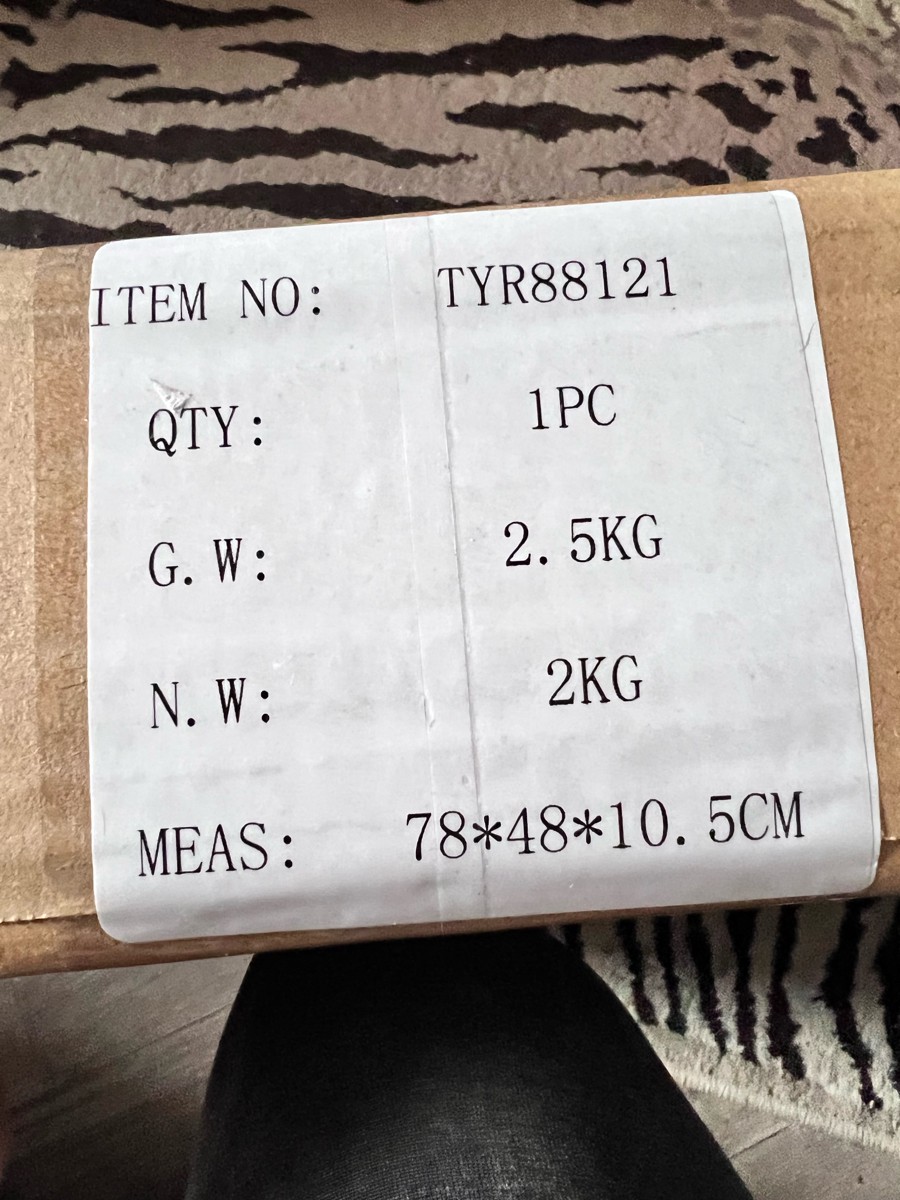 ITEM NO: TYR88121
QTY: 1PC
G.W: 2.5KG
N.W: 2KG
MEAS: 78*48*10.5CM